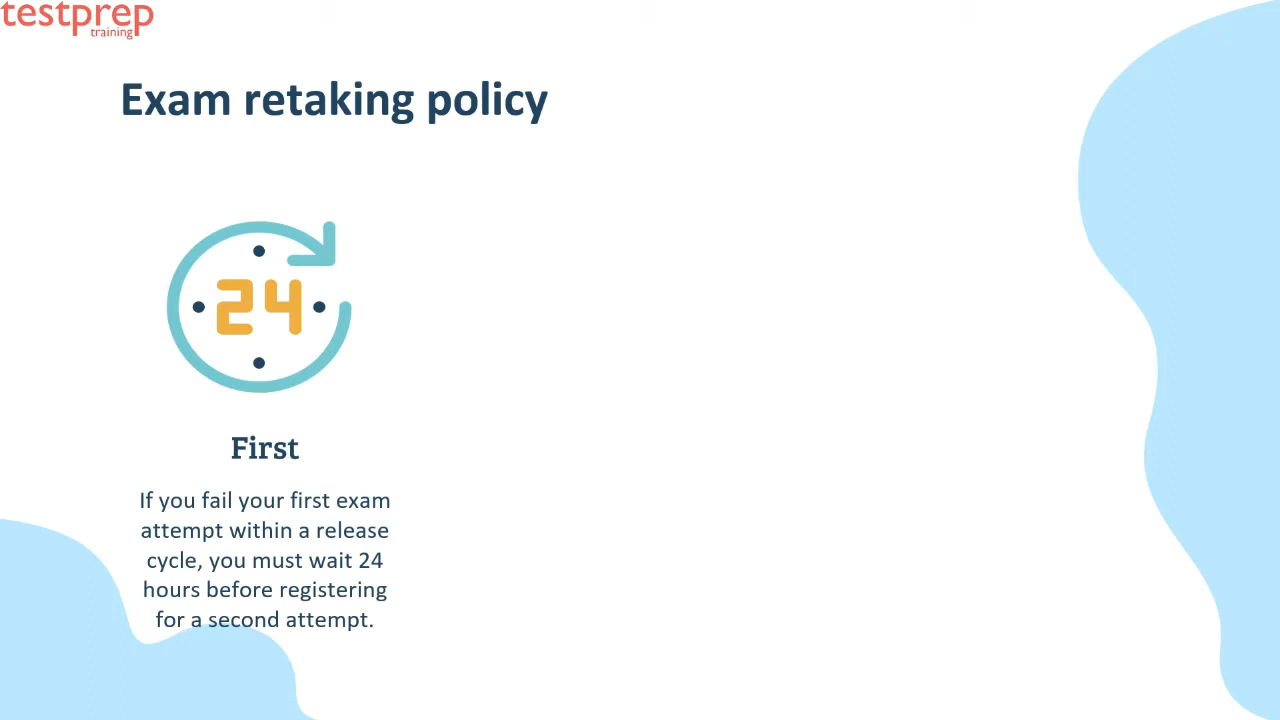 testprep
training
Exam retaking policy
24
First
If you fail your first exam
attempt within a release
cycle, you must wait 24
hours before registering
for a second attempt.